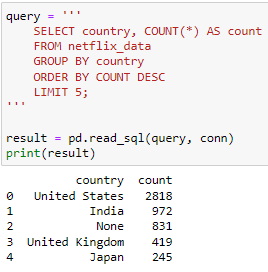 query = '''
    SELECT country, COUNT(*) AS count
    FROM netflix_data
    GROUP BY country
    ORDER BY COUNT DESC
    LIMIT 5;
'''

result = pd.read_sql(query, conn)
print(result)

          country  count
0   United States   2818
1           India    972
2            None    831
3  United Kingdom    419
4           Japan    245